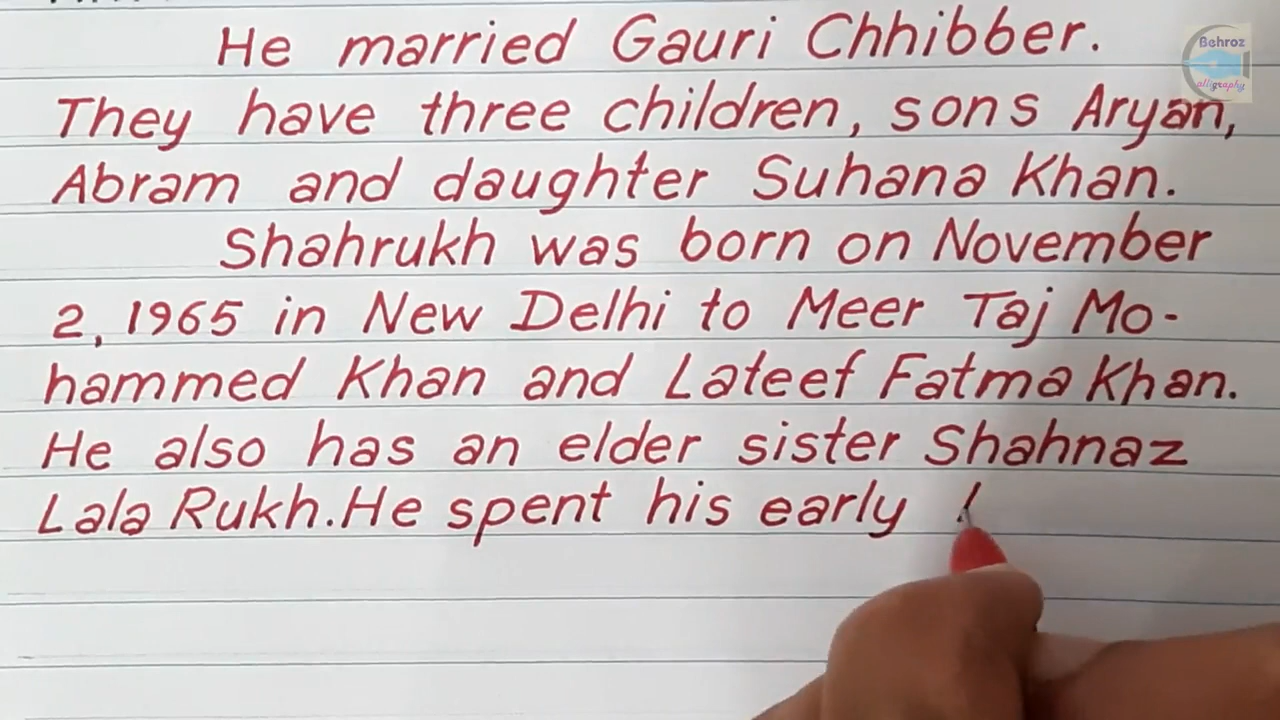 He married Gauri Chhibber.
They have three children, sons Aryan,
Abram and daughter Suhana Khan.
Shahrukh was born on November
2, 1965 in New Delhi to Meer Taj Mo-
hammed Khan and Lateef Fatma Khan.
He also has an elder sister Shahnaz
Lala Rukh. He spent his early
Behroz
alligraphy